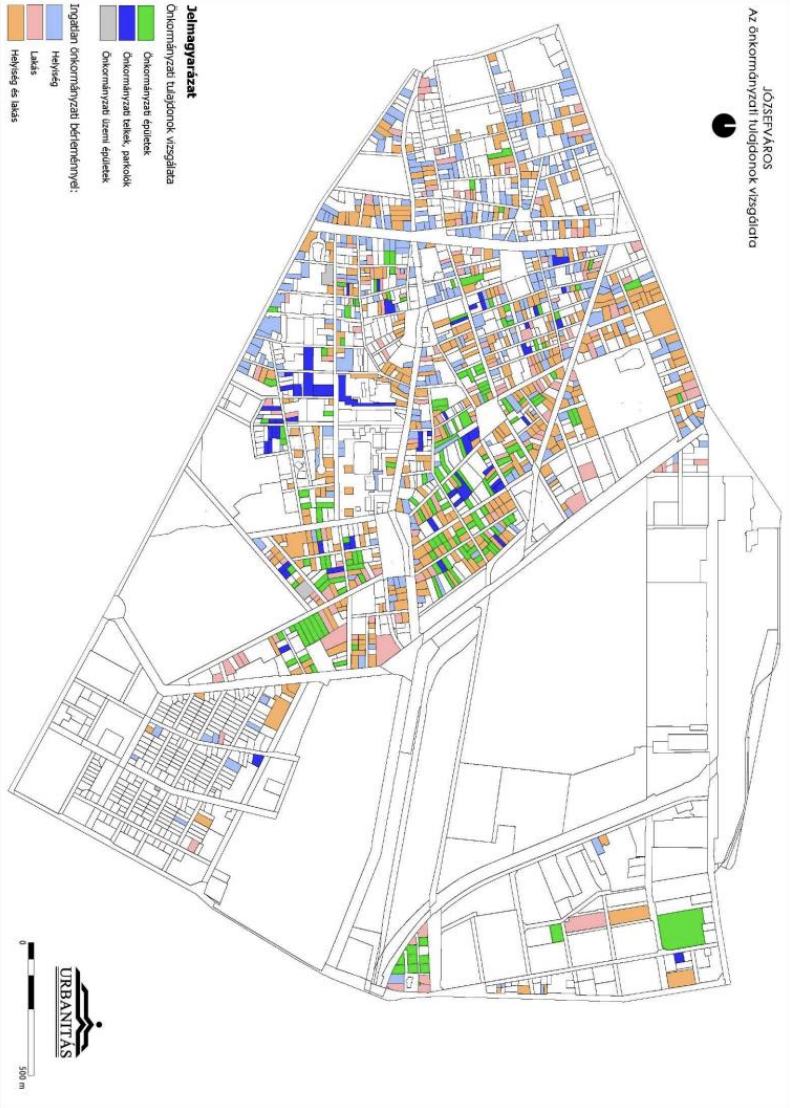 JÓZSEFVÁROS
Az önkormányzati tulajdonok vizsgálata
Jelmagyarázat
Önkormányzati tulajdonok vizsgálata
Önkormányzati épületek
Önkormányzati telkek, parkolók
Önkormányzati üzemi épületek
Ingatlan önkormányzati bérleménnyel:
Helyiség
Lakás
Helyiség és lakás
URBANITÁS
0
500 m